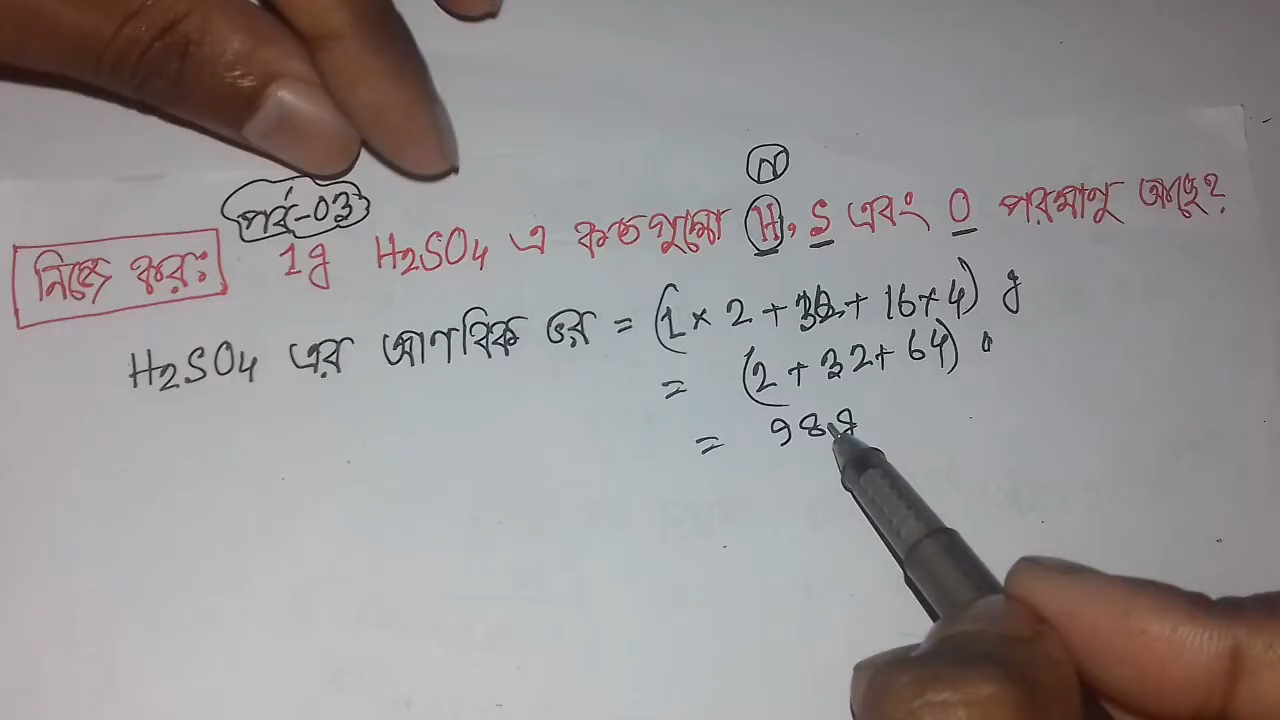 পর্ব-03
N
নিজে কর: 1g H2SO4 এ কতগুলো H, S এবং O পরমানু আছে?
H2SO4 এর আণবিক ভর = (1 × 2 + 32 + 16 × 4) g
= (2 + 32 + 64) "
= 98 g